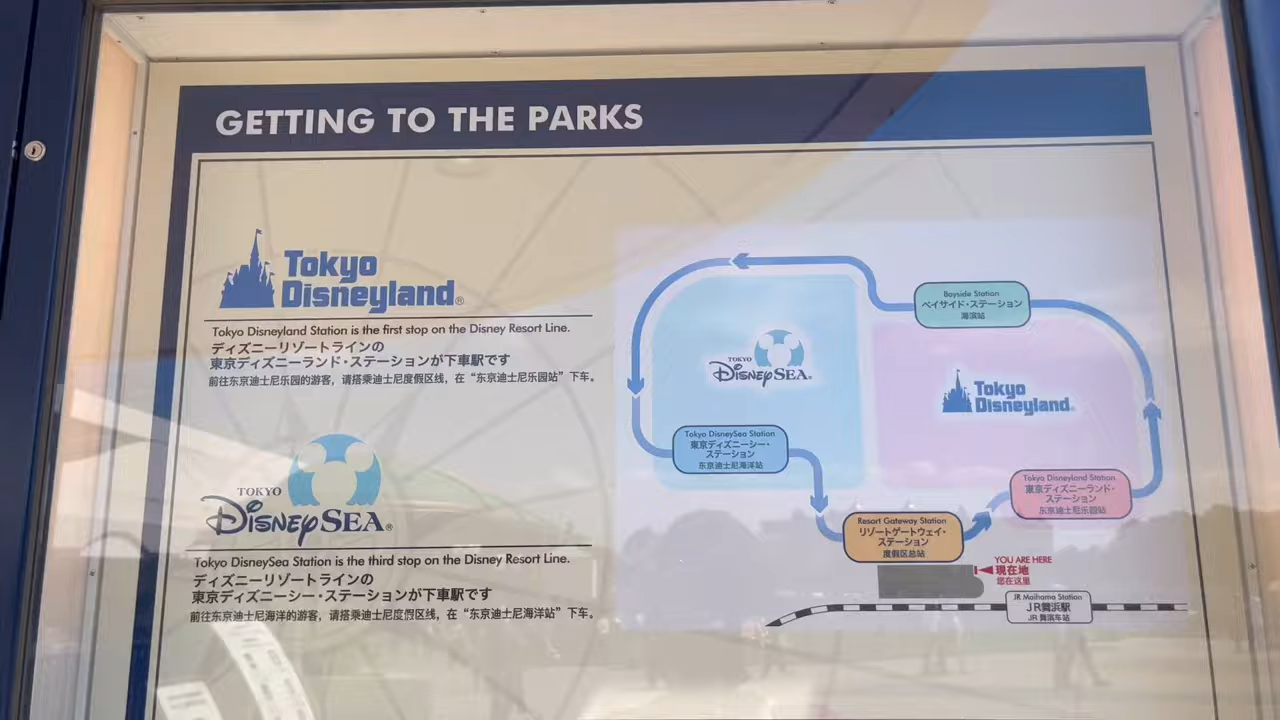 GETTING TO THE PARKS
Tokyo
Disneyland®
Tokyo Disneyland Station is the first stop on the Disney Resort Line.
ディズニーリゾートラインの
東京ディズニーランド・ステーションが下車駅です
前往东京迪士尼乐园的游客，请搭乘迪士尼度假区线，在“东京迪士尼乐园站”下车。
TOKYO
DISNEYSEA®
Tokyo DisneySea Station is the third stop on the Disney Resort Line.
ディズニーリゾートラインの
東京ディズニーシー・ステーションが下車駅です
前往东京迪士尼海洋的游客，请搭乘迪士尼度假区线，在“东京迪士尼海洋站”下车。
Bayside Station
ベイサイド・ステーション
海滨站
TOKYO
DISNEYSEA®
Tokyo
Disneyland®
Tokyo DisneySea Station
東京ディズニーシー・
ステーション
东京迪士尼海洋站
Tokyo Disneyland Station
東京ディズニーランド・
ステーション
东京迪士尼乐园站
Resort Gateway Station
リゾートゲートウェイ・
ステーション
度假区总站
YOU ARE HERE
現在地
您在这里
JR Maihama Station
JR舞浜駅
JR 舞滨车站